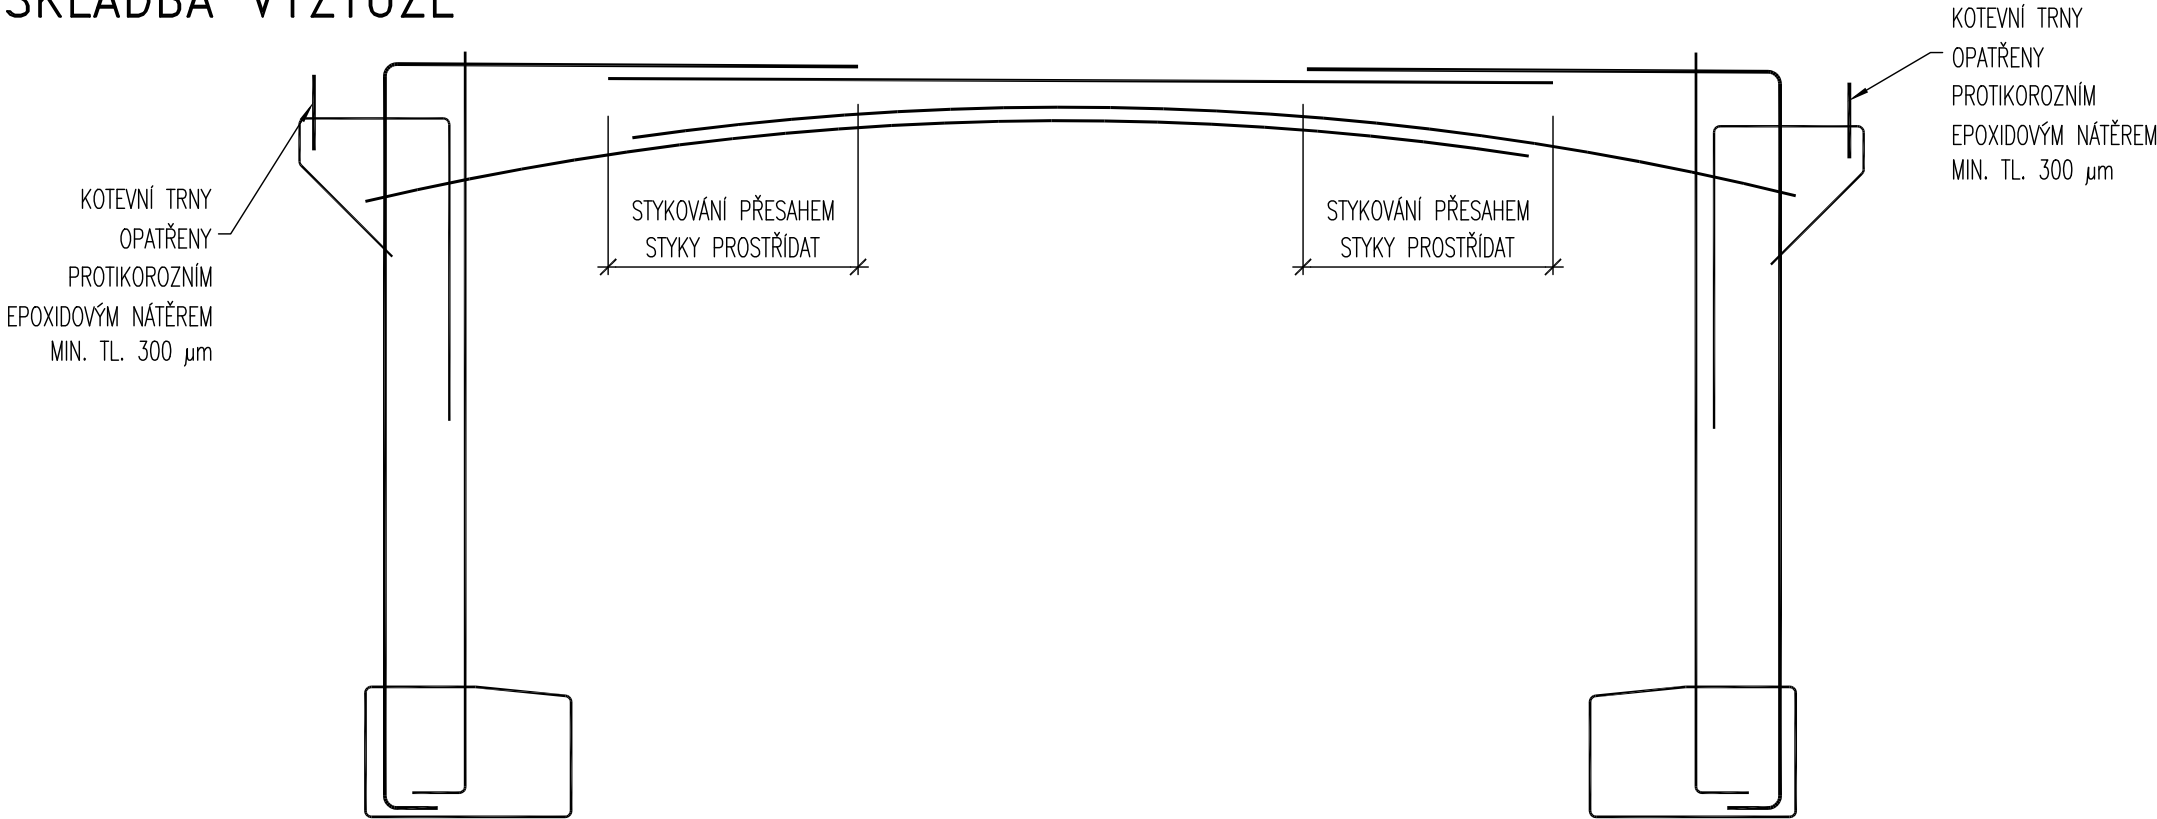 SKLADBA VÝZTUŽE
KOTEVNÍ TRNY
OPATŘENY
PROTIKOROZNÍM
EPOXIDOVÝM NÁTĚREM
MIN. TL. 300 µm
KOTEVNÍ TRNY
OPATŘENY
PROTIKOROZNÍM
EPOXIDOVÝM NÁTĚREM
MIN. TL. 300 µm
STYKOVÁNÍ PŘESAHEM
STYKY PROSTŘÍDAT
STYKOVÁNÍ PŘESAHEM
STYKY PROSTŘÍDAT